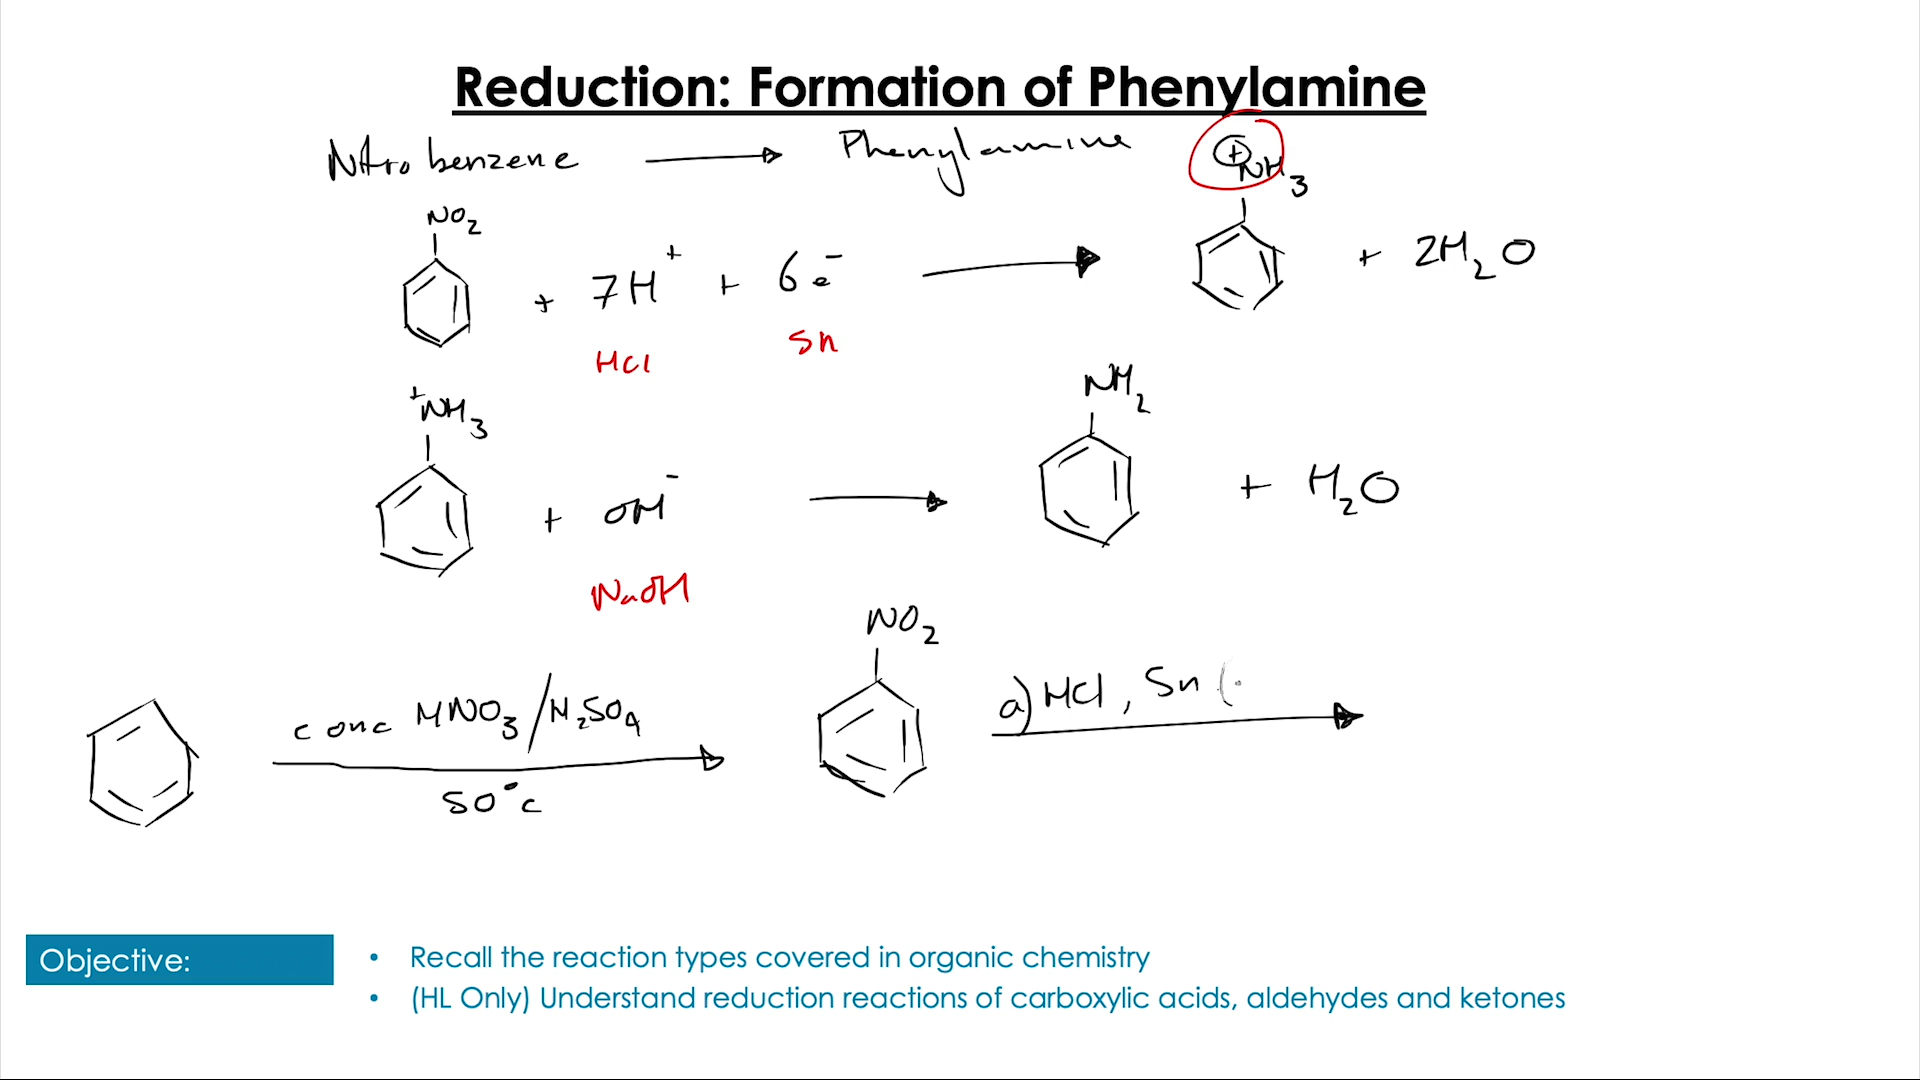 Reduction: Formation of Phenylamine
Nitrobenzene → Phenylamine
NO₂ + 7H⁺ + 6e⁻ → ⊕NH₃ + 2H₂O
HCl Sn
⁺NH₃ + OH⁻ → NH₂ + H₂O
NaOH
conc HNO₃/H₂SO₄ → NO₂ a) HCl, Sn ( →
50°c
Objective:
• Recall the reaction types covered in organic chemistry
• (HL Only) Understand reduction reactions of carboxylic acids, aldehydes and ketones